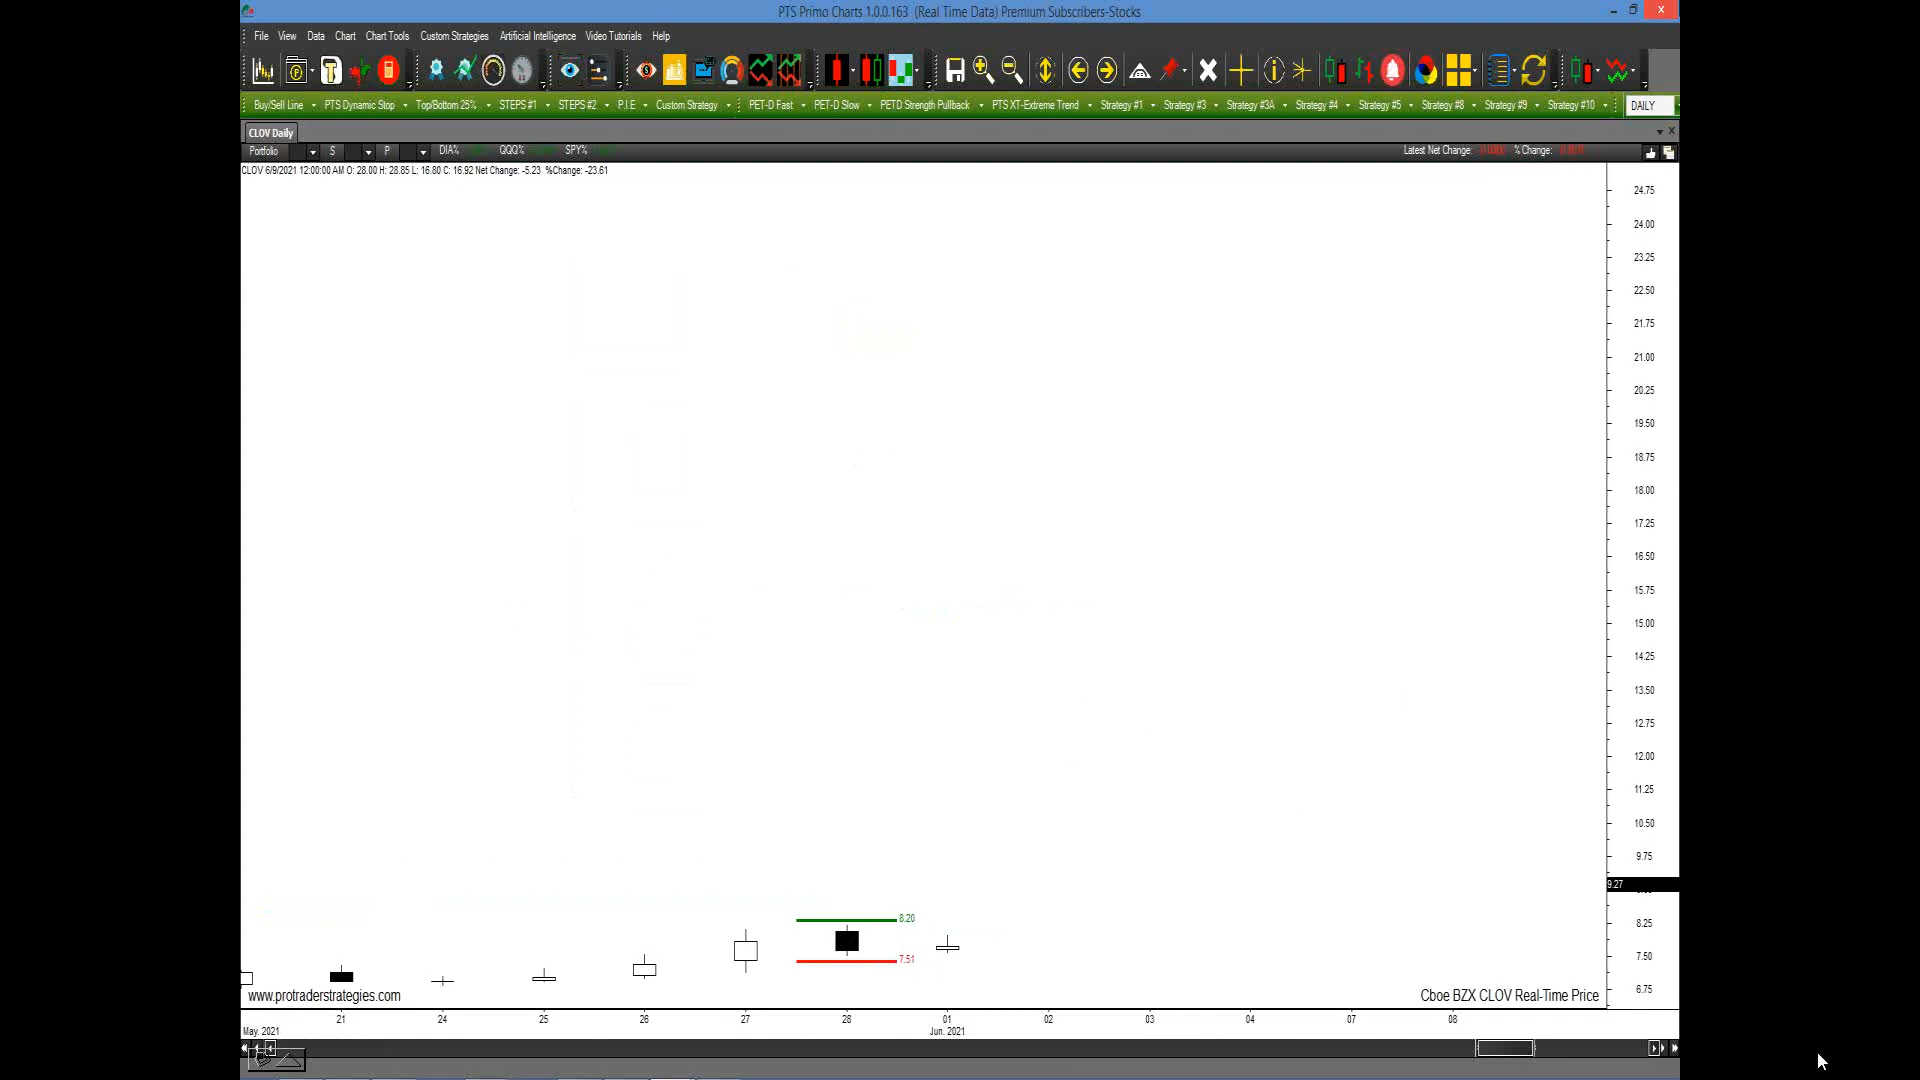 PTS Primo Charts 1.0.0.163 (Real Time Data) Premium Subscribers-Stocks
File View Data Chart Chart Tools Custom Strategies Artificial Intelligence Video Tutorials Help
Buy/Sell Line PTS Dynamic Stop Top/Bottom 25% STEPS #1 STEPS #2 P.I.E Custom Strategy PET-D Fast PET-D Slow PETD Strength Pullback PTS XT-Extreme Trend Strategy #1 Strategy #3 Strategy #3A Strategy #4 Strategy #5 Strategy #8 Strategy #9 Strategy #10 DAILY
CLOV Daily
Portfolio S P DIA% QQQ% SPY% Latest Net Change: % Change:
CLOV 6/9/2021 12:00:00 AM O: 28.00 H: 28.85 L: 16.80 C: 16.92 Net Change: -5.23 %Change: -23.61
24.75
24.00
23.25
22.50
21.75
21.00
20.25
19.50
18.75
18.00
17.25
16.50
15.75
15.00
14.25
13.50
12.75
12.00
11.25
10.50
9.75
9.27
8.20
8.25
7.51
7.50
6.75
www.protraderstrategies.com
Cboe BZX CLOV Real-Time Price
21 24 25 26 27 28 01 02 03 04 07 08
May. 2021 Jun. 2021